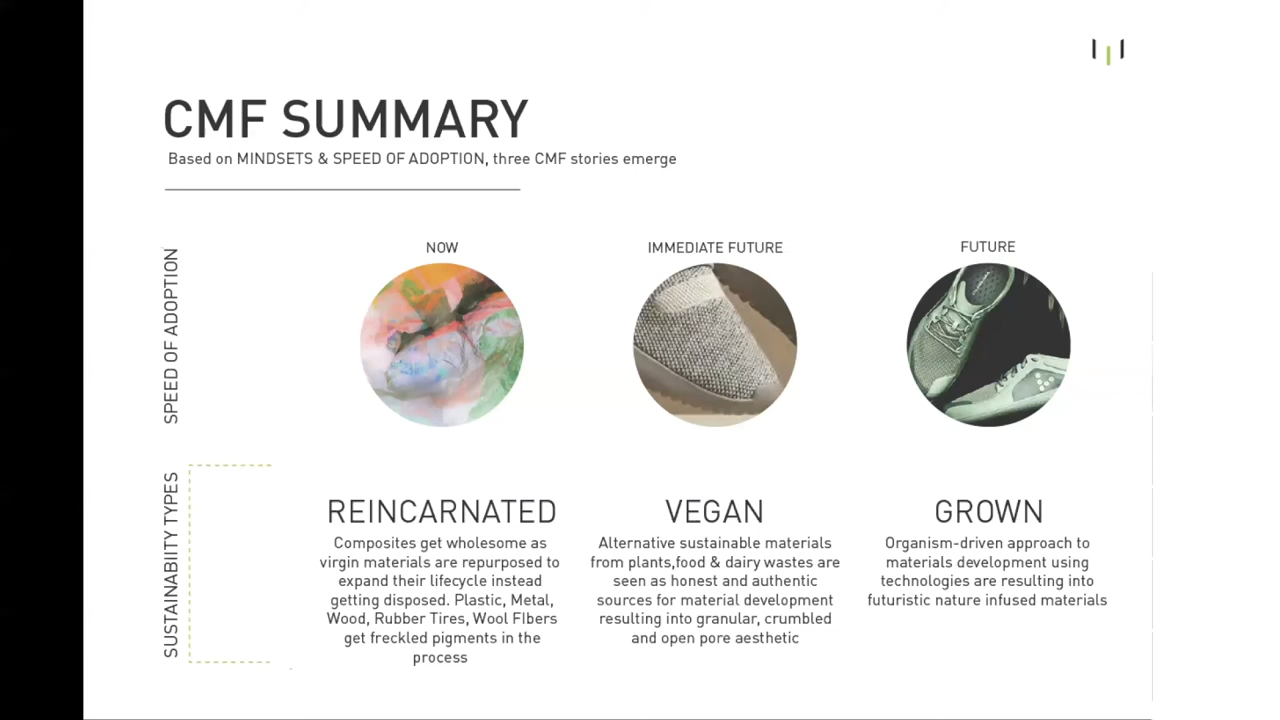 CMF SUMMARY
Based on MINDSETS & SPEED OF ADOPTION, three CMF stories emerge
SPEED OF ADOPTION
NOW
IMMEDIATE FUTURE
FUTURE
SUSTAINABIITY TYPES
REINCARNATED
Composites get wholesome as
virgin materials are repurposed to
expand their lifecycle instead
getting disposed. Plastic, Metal,
Wood, Rubber Tires, Wool FIbers
get freckled pigments in the
process
VEGAN
Alternative sustainable materials
from plants,food & dairy wastes are
seen as honest and authentic
sources for material development
resulting into granular, crumbled
and open pore aesthetic
GROWN
Organism-driven approach to
materials development using
technologies are resulting into
futuristic nature infused materials